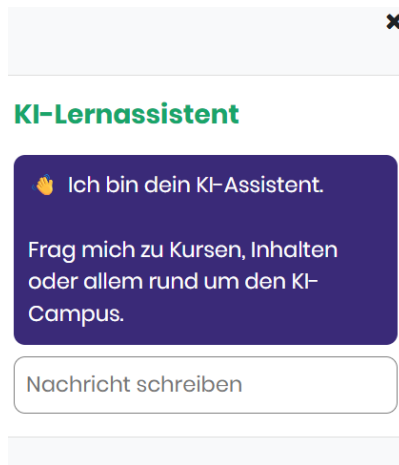 KI-Lernassistent
👋 Ich bin dein KI-Assistent.
Frag mich zu Kursen, Inhalten
oder allem rund um den KI-
Campus.
Nachricht schreiben